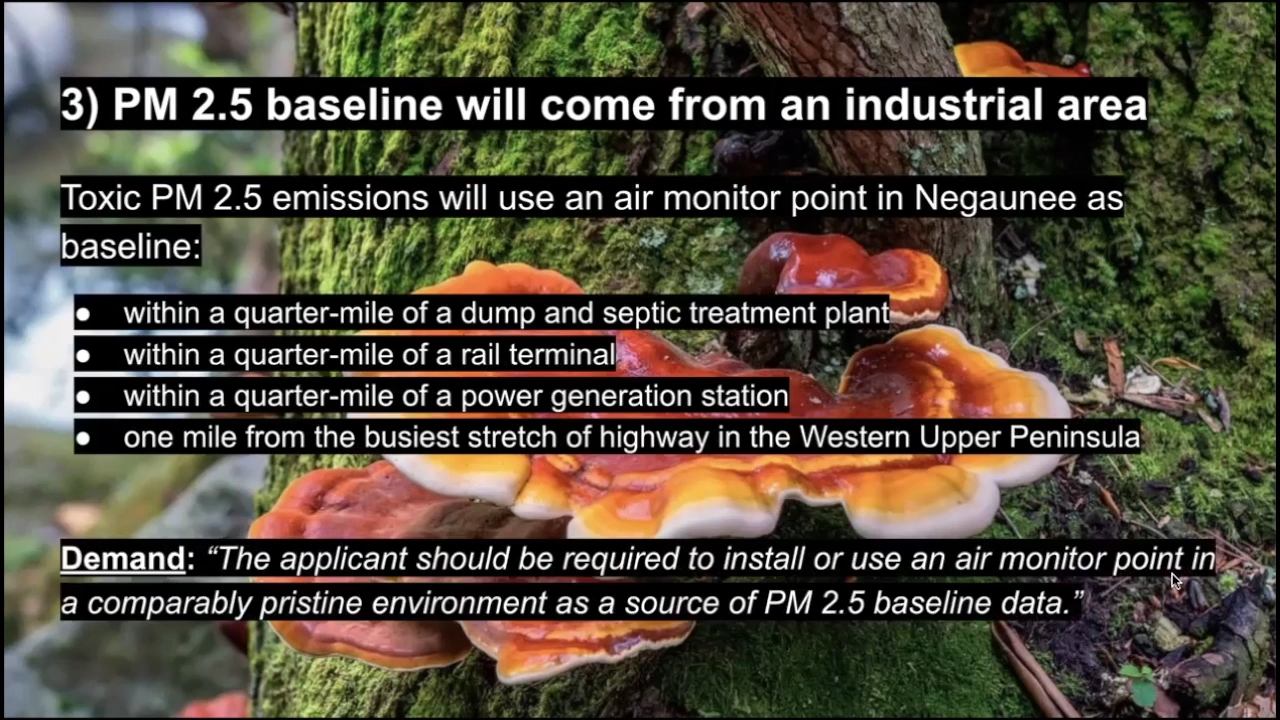 3) PM 2.5 baseline will come from an industrial area
Toxic PM 2.5 emissions will use an air monitor point in Negaunee as
baseline:
● within a quarter-mile of a dump and septic treatment plant
● within a quarter-mile of a rail terminal
● within a quarter-mile of a power generation station
● one mile from the busiest stretch of highway in the Western Upper Peninsula
Demand: “The applicant should be required to install or use an air monitor point in
a comparably pristine environment as a source of PM 2.5 baseline data.”